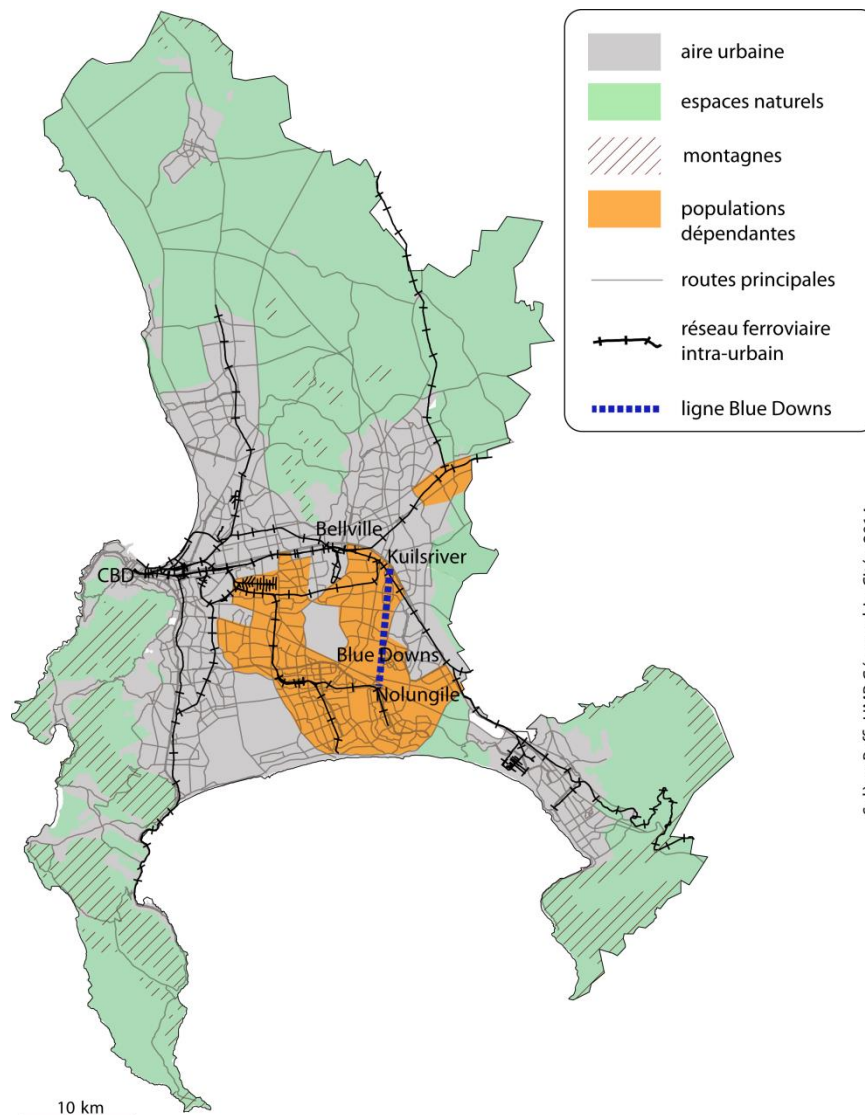 aire urbaine
espaces naturels
montagnes
populations
dépendantes
routes principales
réseau ferroviaire
intra-urbain
ligne Blue Downs
Bellville
Kuilsriver
CBD
Blue Downs
Nolungile
10 km